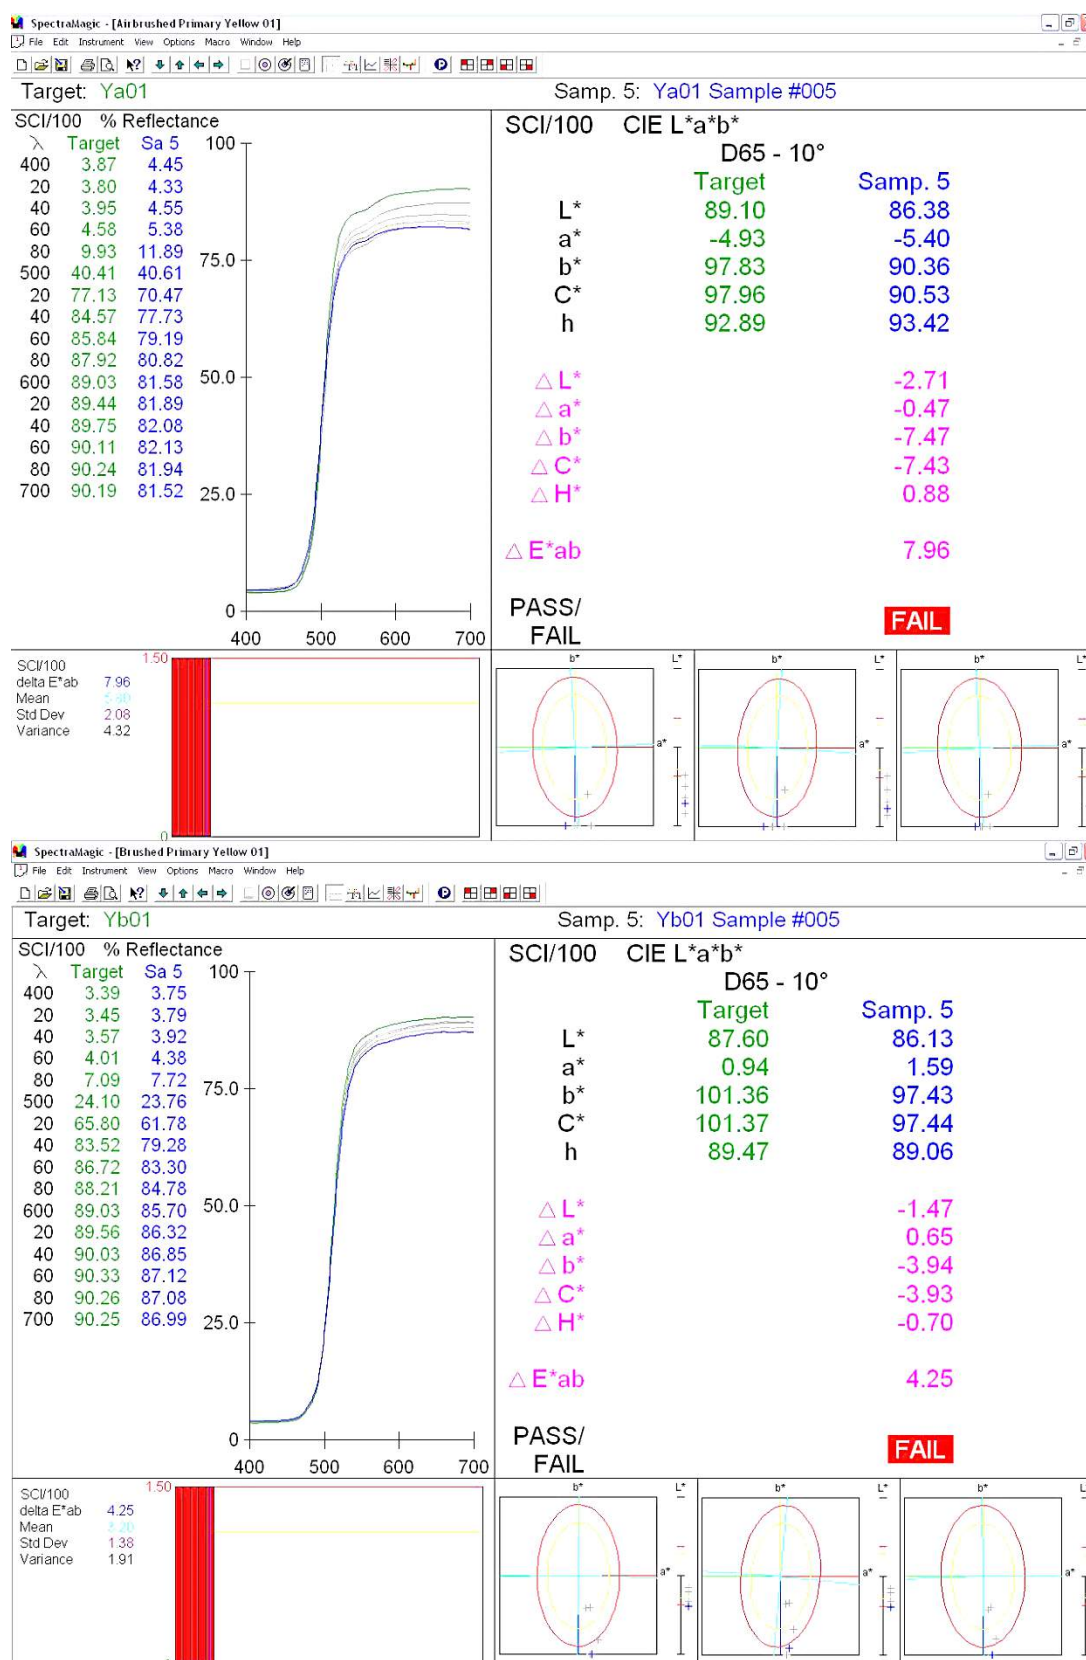 SpectraMagic - [Airbrushed Primary Yellow 01]
File Edit Instrument View Options Macro Window Help
Target: Ya01 Samp. 5: Ya01 Sample #005
SCI/100 % Reflectance
λ Target Sa 5
400 3.87 4.45
20 3.80 4.33
40 3.95 4.55
60 4.58 5.38
80 9.93 11.89
500 40.41 40.61
20 77.13 70.47
40 84.57 77.73
60 85.84 79.19
80 87.92 80.82
600 89.03 81.58
20 89.44 81.89
40 89.75 82.08
60 90.11 82.13
80 90.24 81.94
700 90.19 81.52
100
75.0
50.0
25.0
0
400 500 600 700
SCI/100 CIE L*a*b*
D65 - 10°
Target Samp. 5
L* 89.10 86.38
a* -4.93 -5.40
b* 97.83 90.36
C* 97.96 90.53
h 92.89 93.42
△ L* -2.71
△ a* -0.47
△ b* -7.47
△ C* -7.43
△ H* 0.88
△ E*ab 7.96
PASS/
FAIL FAIL
SCI/100
delta E*ab 7.96
Mean
Std Dev 2.08
Variance 4.32
1.50
0
b* L* b* L* b* L*
a* a* a*
SpectraMagic - [Brushed Primary Yellow 01]
File Edit Instrument View Options Macro Window Help
Target: Yb01 Samp. 5: Yb01 Sample #005
SCI/100 % Reflectance
λ Target Sa 5
400 3.39 3.75
20 3.45 3.79
40 3.57 3.92
60 4.01 4.38
80 7.09 7.72
500 24.10 23.76
20 65.80 61.78
40 83.52 79.28
60 86.72 83.30
80 88.21 84.78
600 89.03 85.70
20 89.56 86.32
40 90.03 86.85
60 90.33 87.12
80 90.26 87.08
700 90.25 86.99
100
75.0
50.0
25.0
0
400 500 600 700
SCI/100 CIE L*a*b*
D65 - 10°
Target Samp. 5
L* 87.60 86.13
a* 0.94 1.59
b* 101.36 97.43
C* 101.37 97.44
h 89.47 89.06
△ L* -1.47
△ a* 0.65
△ b* -3.94
△ C* -3.93
△ H* -0.70
△ E*ab 4.25
PASS/
FAIL FAIL
SCI/100
delta E*ab 4.25
Mean
Std Dev 1.38
Variance 1.91
1.50
b* L* b* L* b* L*
a* a* a*